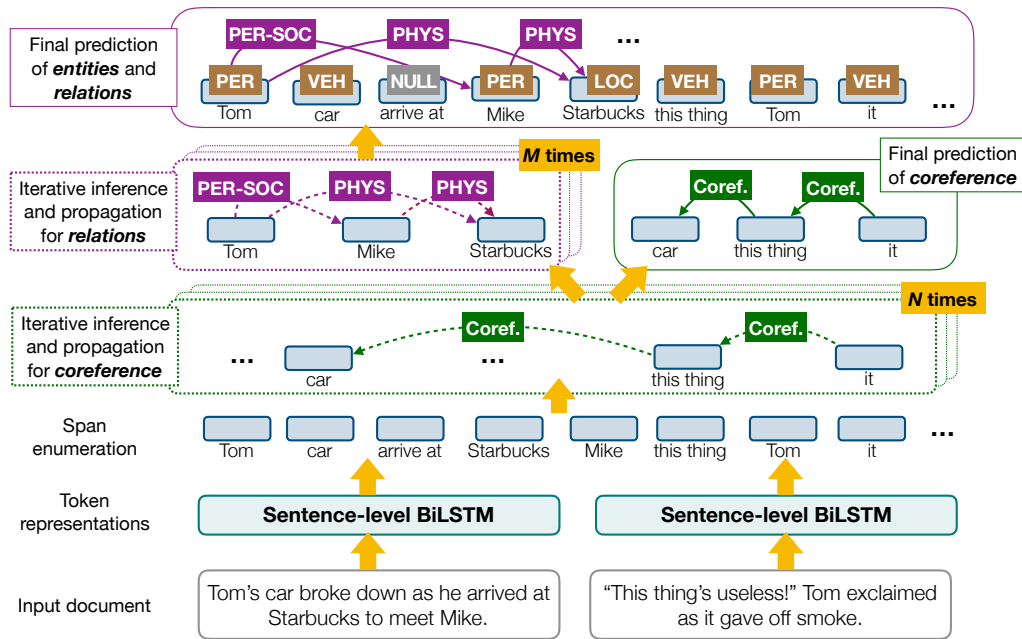 Final prediction
of entities and
relations
PER-SOC PHYS PHYS ...
PER VEH NULL PER LOC VEH PER VEH
Tom car arrive at Mike Starbucks this thing Tom it ...
M times
Iterative inference
and propagation
for relations
PER-SOC PHYS PHYS
Tom Mike Starbucks
Final prediction
of coreference
Coref. Coref.
car this thing it
N times
Iterative inference
and propagation
for coreference
Coref. Coref.
... car ... this thing it
Span
enumeration
Tom car arrive at Starbucks Mike this thing Tom it ...
Token
representations
Sentence-level BiLSTM Sentence-level BiLSTM
Input document
Tom's car broke down as he arrived at
Starbucks to meet Mike.
“This thing's useless!” Tom exclaimed
as it gave off smoke.